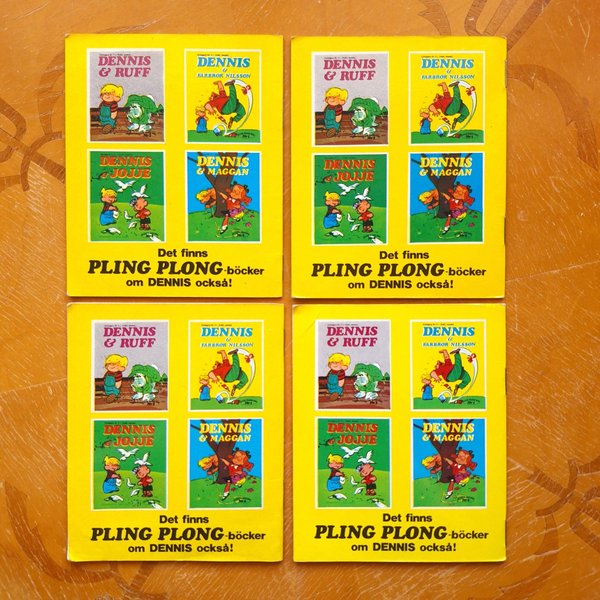 DENNIS
& RUFF
DENNIS
&
FARBROR NILSSON
DENNIS
& JOJJE
DENNIS
& MAGGAN
Det finns
PLING PLONG-böcker
om DENNIS också!
DENNIS
& RUFF
DENNIS
&
FARBROR NILSSON
DENNIS
& JOJJE
DENNIS
& MAGGAN
Det finns
PLING PLONG-böcker
om DENNIS också!
DENNIS
& RUFF
DENNIS
&
FARBROR NILSSON
DENNIS
& JOJJE
DENNIS
& MAGGAN
Det finns
PLING PLONG-böcker
om DENNIS också!
DENNIS
& RUFF
DENNIS
&
FARBROR NILSSON
DENNIS
& JOJJE
DENNIS
& MAGGAN
Det finns
PLING PLONG-böcker
om DENNIS också!